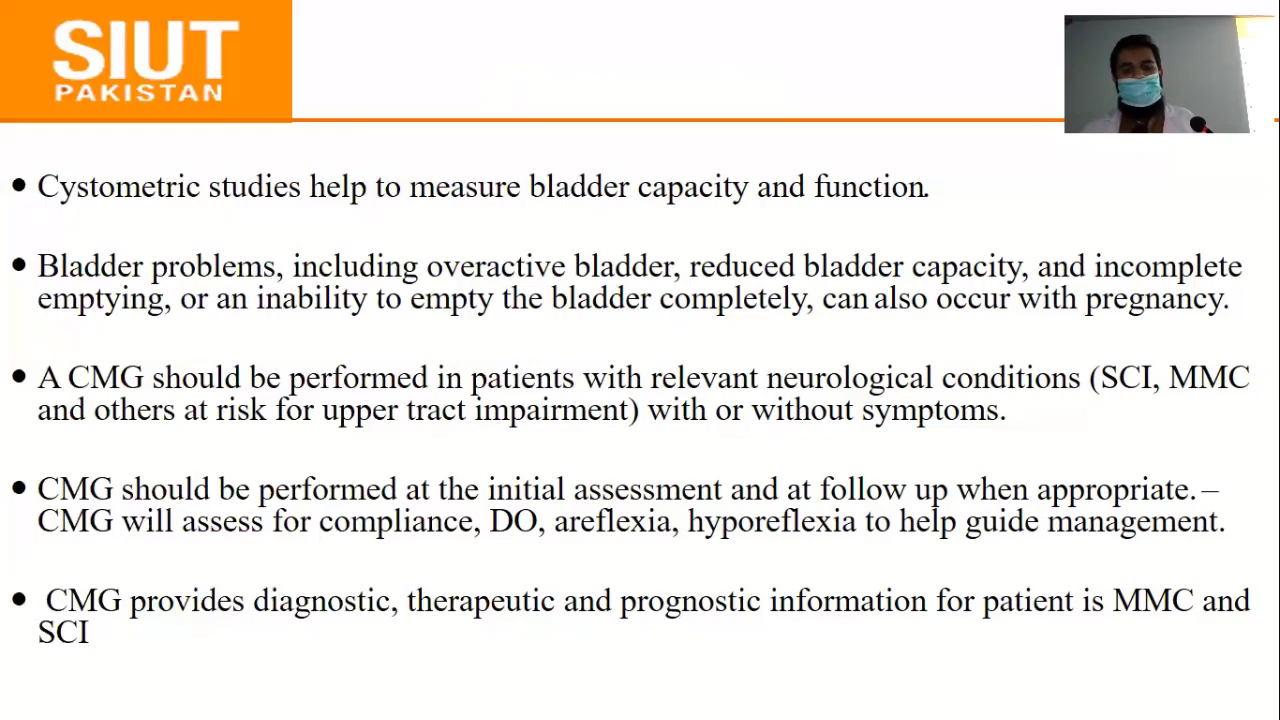 SIUT
PAKISTAN
• Cystometric studies help to measure bladder capacity and function.
• Bladder problems, including overactive bladder, reduced bladder capacity, and incomplete
emptying, or an inability to empty the bladder completely, can also occur with pregnancy.
• A CMG should be performed in patients with relevant neurological conditions (SCI, MMC
and others at risk for upper tract impairment) with or without symptoms.
• CMG should be performed at the initial assessment and at follow up when appropriate. –
CMG will assess for compliance, DO, areflexia, hyporeflexia to help guide management.
• CMG provides diagnostic, therapeutic and prognostic information for patient is MMC and
SCI